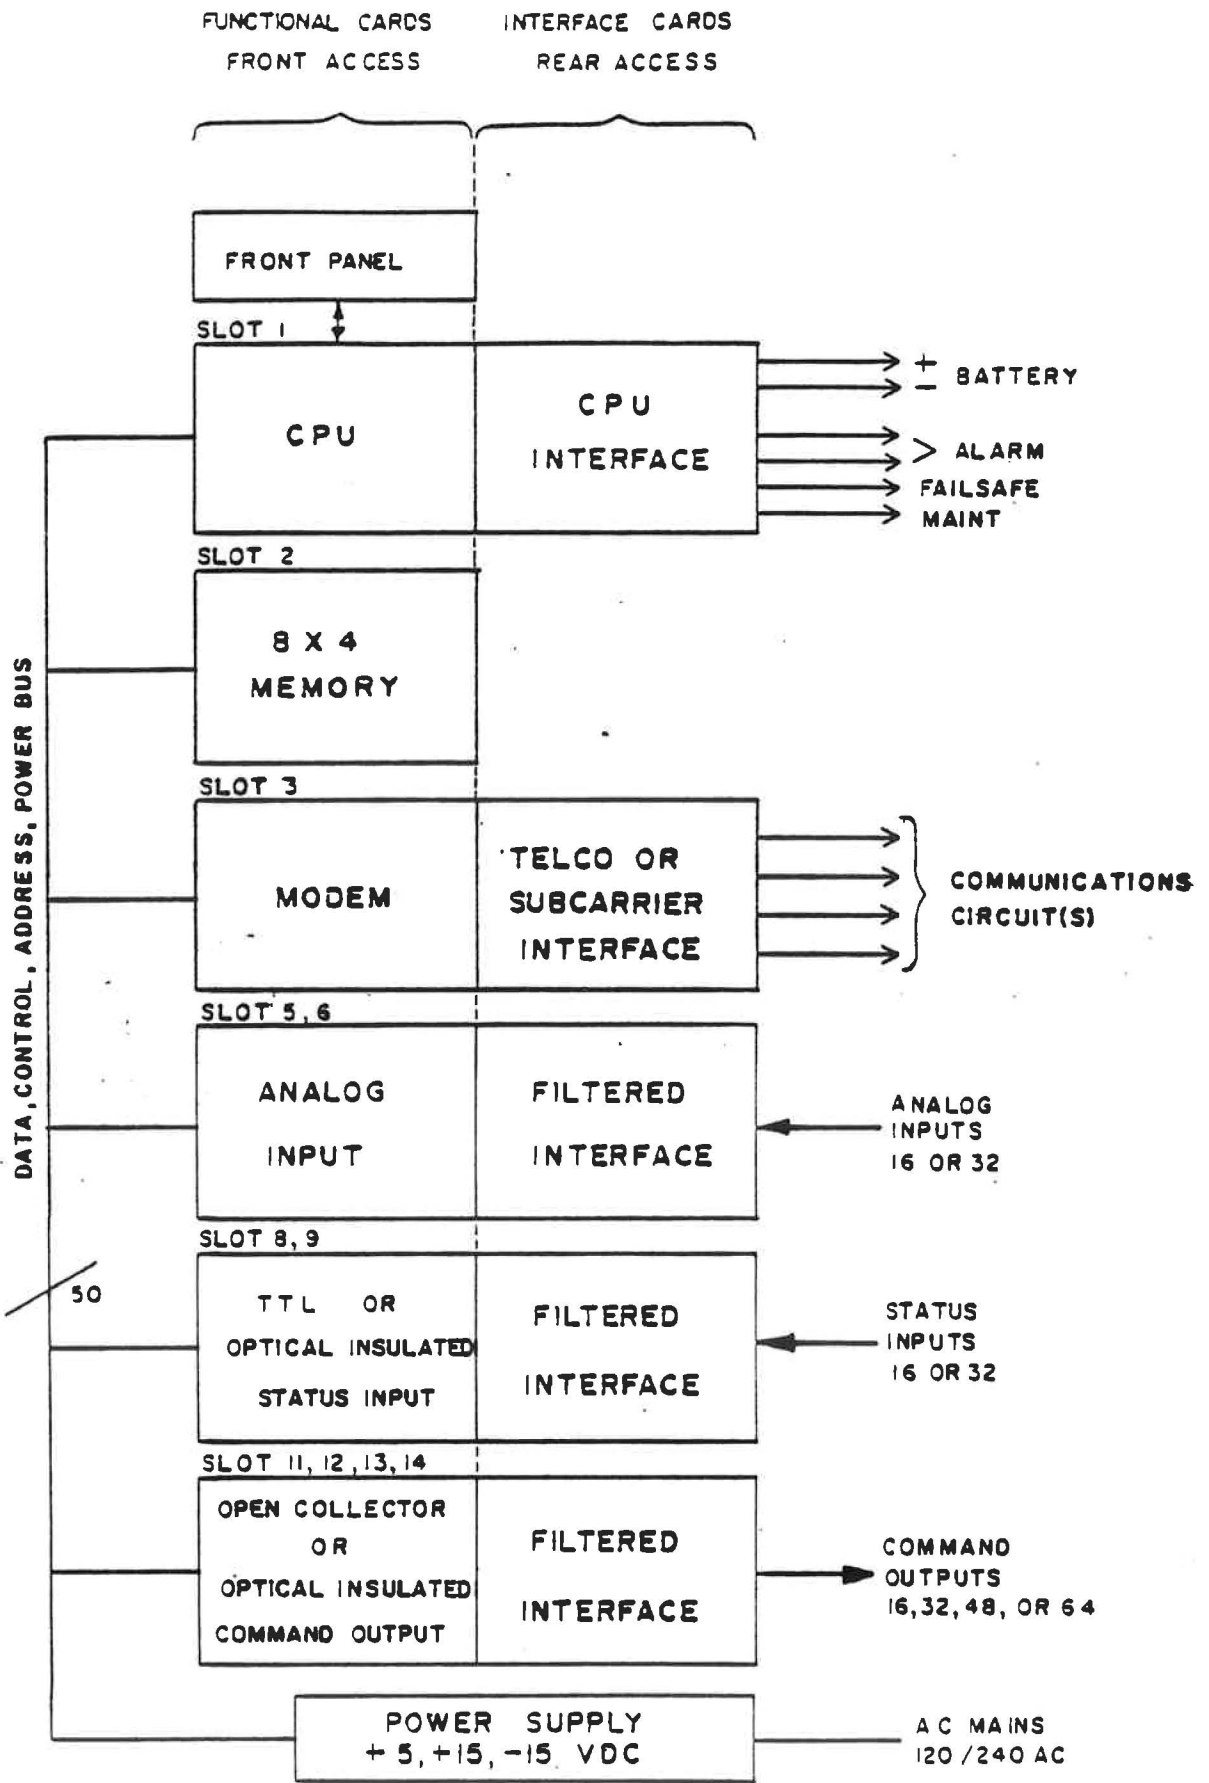 FUNCTIONAL CARDS
FRONT ACCESS
INTERFACE CARDS
REAR ACCESS
FRONT PANEL
SLOT 1
CPU
CPU
INTERFACE
+
- BATTERY
> ALARM
FAILSAFE
MAINT
SLOT 2
8 X 4
MEMORY
SLOT 3
MODEM
TELCO OR
SUBCARRIER
INTERFACE
COMMUNICATIONS
CIRCUIT(S)
DATA, CONTROL, ADDRESS, POWER BUS
SLOT 5, 6
ANALOG
INPUT
FILTERED
INTERFACE
ANALOG
INPUTS
16 OR 32
SLOT 8, 9
50
TTL OR
OPTICAL INSULATED
STATUS INPUT
FILTERED
INTERFACE
STATUS
INPUTS
16 OR 32
SLOT 11, 12, 13, 14
OPEN COLLECTOR
OR
OPTICAL INSULATED
COMMAND OUTPUT
FILTERED
INTERFACE
COMMAND
OUTPUTS
16, 32, 48, OR 64
POWER SUPPLY
+5, +15, -15 VDC
AC MAINS
120/240 AC